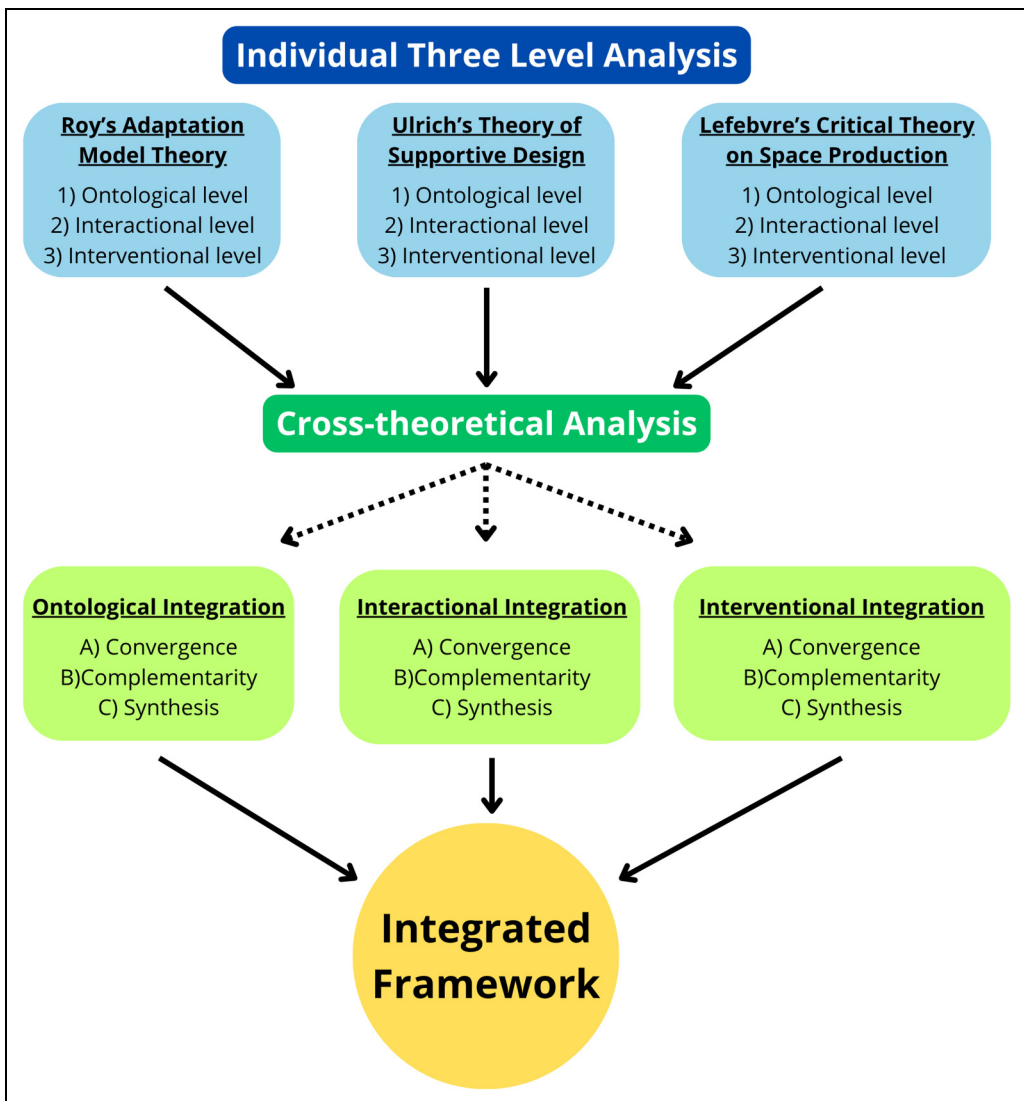 Individual Three Level Analysis
Roy’s Adaptation
Model Theory
1) Ontological level
2) Interactional level
3) Interventional level
Ulrich’s Theory of
Supportive Design
1) Ontological level
2) Interactional level
3) Interventional level
Lefebvre’s Critical Theory
on Space Production
1) Ontological level
2) Interactional level
3) Interventional level
Cross-theoretical Analysis
Ontological Integration
A) Convergence
B)Complementarity
C) Synthesis
Interactional Integration
A) Convergence
B)Complementarity
C) Synthesis
Interventional Integration
A) Convergence
B)Complementarity
C) Synthesis
Integrated
Framework